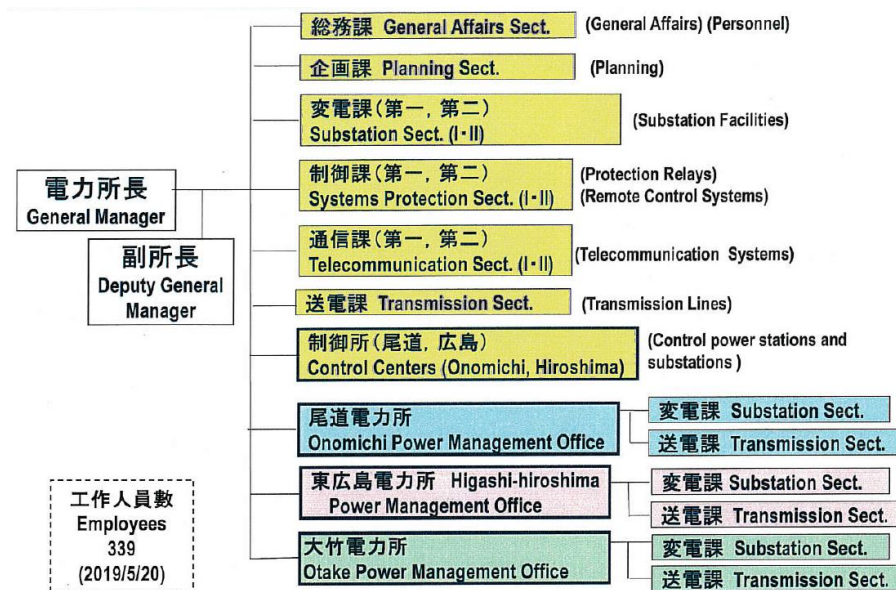 総務課 General Affairs Sect.
(General Affairs) (Personnel)
企画課 Planning Sect.
(Planning)
変電課(第一, 第二)
Substation Sect. (I・II)
(Substation Facilities)
電力所長
General Manager
副所長
Deputy General
Manager
制御課(第一, 第二)
Systems Protection Sect. (I・II)
(Protection Relays)
(Remote Control Systems)
通信課(第一, 第二)
Telecommunication Sect. (I・II)
(Telecommunication Systems)
送電課 Transmission Sect.
(Transmission Lines)
制御所(尾道, 広島)
Control Centers (Onomichi, Hiroshima)
(Control power stations and
substations )
尾道電力所
Onomichi Power Management Office
変電課 Substation Sect.
送電課 Transmission Sect.
東広島電力所 Higashi-hiroshima
Power Management Office
変電課 Substation Sect.
送電課 Transmission Sect.
大竹電力所
Otake Power Management Office
変電課 Substation Sect.
送電課 Transmission Sect.
工作人員數
Employees
339
(2019/5/20)